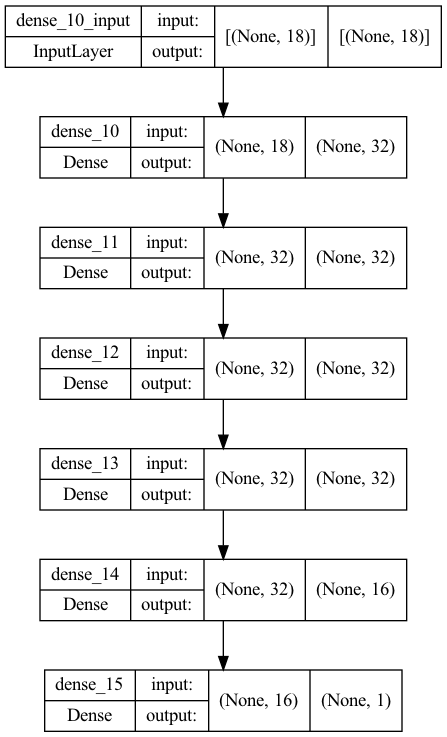 dense_10_input input: [(None, 18)] [(None, 18)]
InputLayer output:
dense_10 input: (None, 18) (None, 32)
Dense output:
dense_11 input: (None, 32) (None, 32)
Dense output:
dense_12 input: (None, 32) (None, 32)
Dense output:
dense_13 input: (None, 32) (None, 32)
Dense output:
dense_14 input: (None, 32) (None, 16)
Dense output:
dense_15 input: (None, 16) (None, 1)
Dense output: